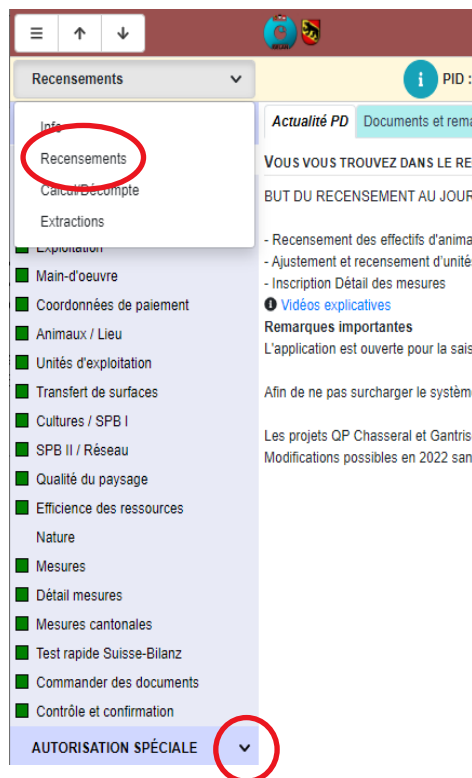 Recensements
PID :
Info
Recensements
Calcul/Décompte
Extractions
Actualité PD
Documents et rema
VOUS VOUS TROUVEZ DANS LE RE
BUT DU RECENSEMENT AU JOUR
- Recensement des effectifs d'anima
- Ajustement et recensement d'unités
- Inscription Détail des mesures
Vidéos explicatives
Remarques importantes
L'application est ouverte pour la sais
Afin de ne pas surcharger le système
Les projets QP Chasseral et Gantris
Modifications possibles en 2022 san
Exploitation
Main-d'oeuvre
Coordonnées de paiement
Animaux / Lieu
Unités d'exploitation
Transfert de surfaces
Cultures / SPB I
SPB II / Réseau
Qualité du paysage
Efficience des ressources
Nature
Mesures
Détail mesures
Mesures cantonales
Test rapide Suisse-Bilanz
Commander des documents
Contrôle et confirmation
AUTORISATION SPÉCIALE